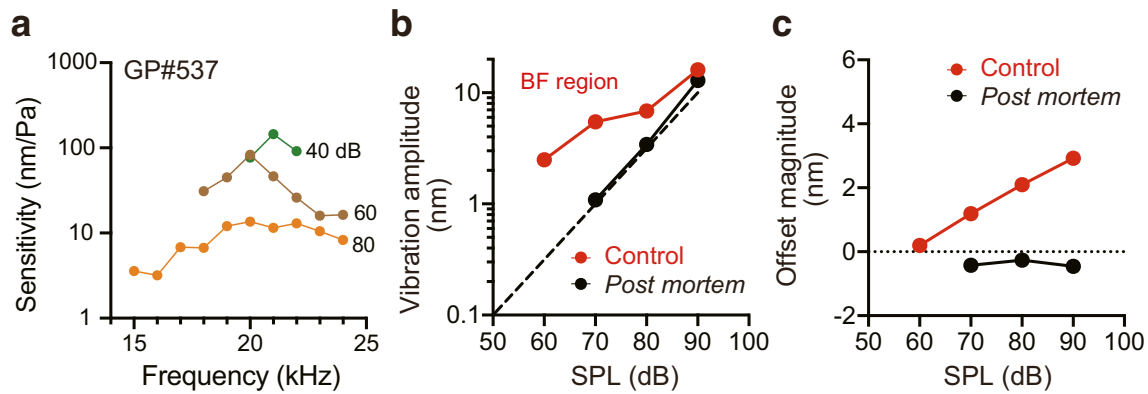 a
GP#537
Sensitivity (nm/Pa)
1000
100
10
1
40 dB
60
80
15
20
25
Frequency (kHz)
b
BF region
Vibration amplitude
(nm)
10
1
0.1
Control
Post mortem
50
60
70
80
90
100
SPL (dB)
c
Control
Post mortem
Offset magnitude
(nm)
6
4
2
0
-2
50
60
70
80
90
100
SPL (dB)